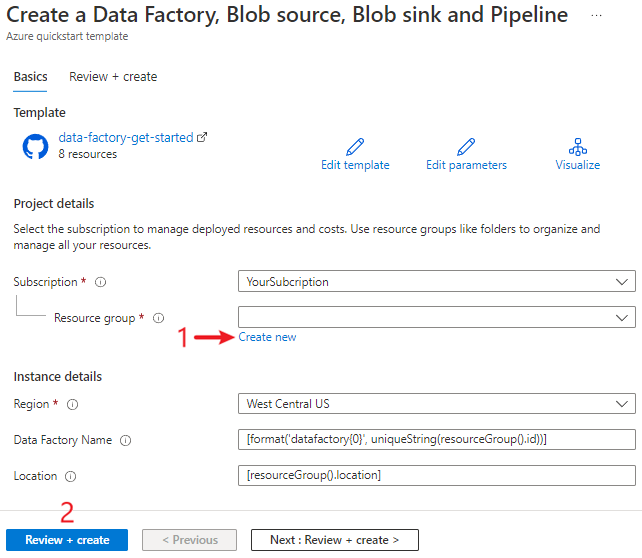 Create a Data Factory, Blob source, Blob sink and Pipeline ...
Azure quickstart template
Basics Review + create
Template
data-factory-get-started
8 resources
Edit template Edit parameters Visualize
Project details
Select the subscription to manage deployed resources and costs. Use resource groups like folders to organize and
manage all your resources.
Subscription * YourSubcription
Resource group *
1 Create new
Instance details
Region * West Central US
Data Factory Name [format('datafactory{0}', uniqueString(resourceGroup().id))]
Location [resourceGroup().location]
2
Review + create < Previous Next : Review + create >